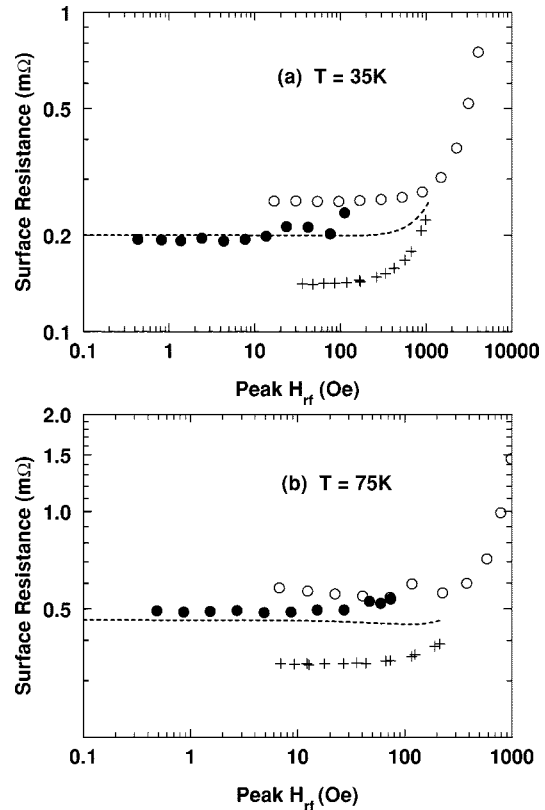 1
(a) T = 35K
0.5
0.2
0.1
Surface Resistance (mΩ)
0.1 1 10 100 1000 10000
Peak Hrf (Oe)
2.0
1.5
(b) T = 75K
1.0
0.5
Surface Resistance (mΩ)
0.1 1 10 100 1000
Peak Hrf (Oe)